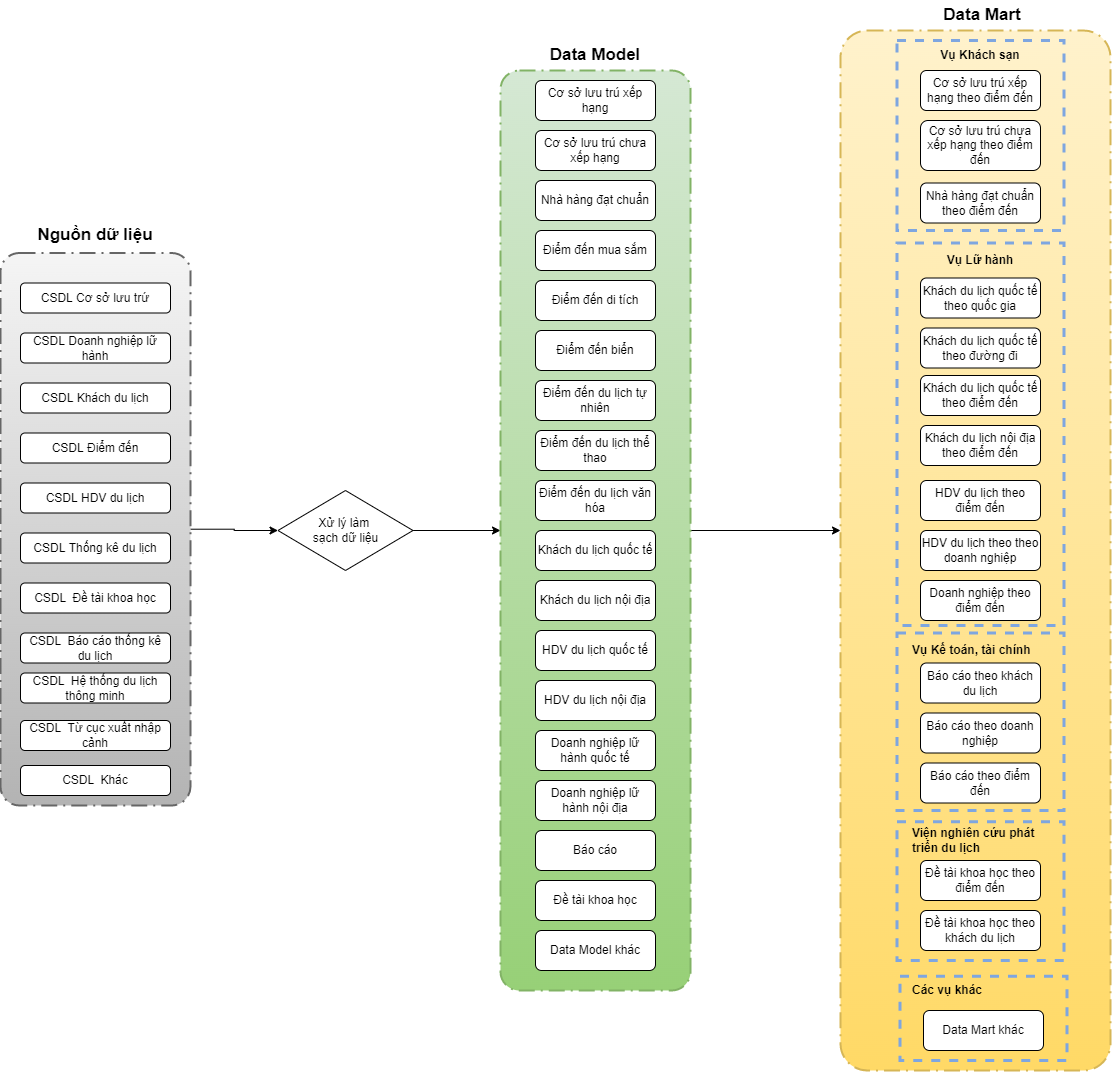 Nguồn dữ liệu
CSDL Cơ sở lưu trứ
CSDL Doanh nghiệp lữ
hành
CSDL Khách du lịch
CSDL Điểm đến
CSDL HDV du lịch
CSDL Thống kê du lịch
CSDL  Đề tài khoa học
CSDL  Báo cáo thống kê
du lịch
CSDL  Hệ thống du lịch
thông minh
CSDL  Từ cục xuất nhập
cảnh
CSDL  Khác
Xử lý làm
sạch dữ liệu
Data Model
Cơ sở lưu trú xếp
hạng
Cơ sở lưu trú chưa
xếp hạng
Nhà hàng đạt chuẩn
Điểm đến mua sắm
Điểm đến di tích
Điểm đến biển
Điểm đến du lịch tự
nhiên
Điểm đến du lịch thể
thao
Điểm đến du lịch văn
hóa
Khách du lịch quốc tế
Khách du lịch nội địa
HDV du lịch quốc tế
HDV du lịch nội địa
Doanh nghiệp lữ
hành quốc tế
Doanh nghiệp lữ
hành nội địa
Báo cáo
Đề tài khoa học
Data Model khác
Data Mart
Vụ Khách sạn
Cơ sở lưu trú xếp
hạng theo điểm đến
Cơ sở lưu trú chưa
xếp hạng theo điểm
đến
Nhà hàng đạt chuẩn
theo điểm đến
Vụ Lữ hành
Khách du lịch quốc tế
theo quốc gia
Khách du lịch quốc tế
theo đường đi
Khách du lịch quốc tế
theo điểm đến
Khách du lịch nội địa
theo điểm đến
HDV du lịch theo
điểm đến
HDV du lịch theo theo
doanh nghiệp
Doanh nghiệp theo
điểm đến
Vụ Kế toán, tài chính
Báo cáo theo khách
du lịch
Báo cáo theo doanh
nghiệp
Báo cáo theo điểm
đến
Viện nghiên cứu phát
triển du lịch
Đề tài khoa học theo
điểm đến
Đề tài khoa học theo
khách du lịch
Các vụ khác
Data Mart khác